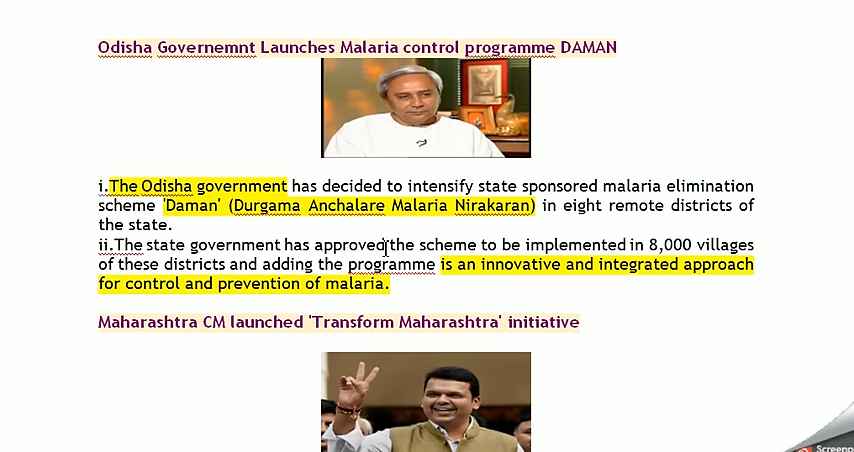 Odisha Governemnt Launches Malaria control programme DAMAN
i.The Odisha government has decided to intensify state sponsored malaria elimination
scheme 'Daman' (Durgama Anchalare Malaria Nirakaran) in eight remote districts of
the state.
ii.The state government has approved the scheme to be implemented in 8,000 villages
of these districts and adding the programme is an innovative and integrated approach
for control and prevention of malaria.
Maharashtra CM launched 'Transform Maharashtra' initiative